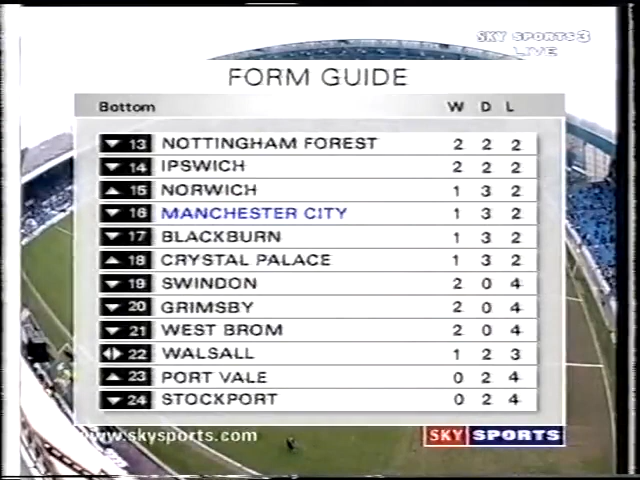 SKY SPORTS 3
LIVE
FORM GUIDE
Bottom W D L
13 NOTTINGHAM FOREST 2 2 2
14 IPSWICH 2 2 2
15 NORWICH 1 3 2
16 MANCHESTER CITY 1 3 2
17 BLACKBURN 1 3 2
18 CRYSTAL PALACE 1 3 2
19 SWINDON 2 0 4
20 GRIMSBY 2 0 4
21 WEST BROM 2 0 4
22 WALSALL 1 2 3
23 PORT VALE 0 2 4
24 STOCKPORT 0 2 4
www.skysports.com SKY SPORTS